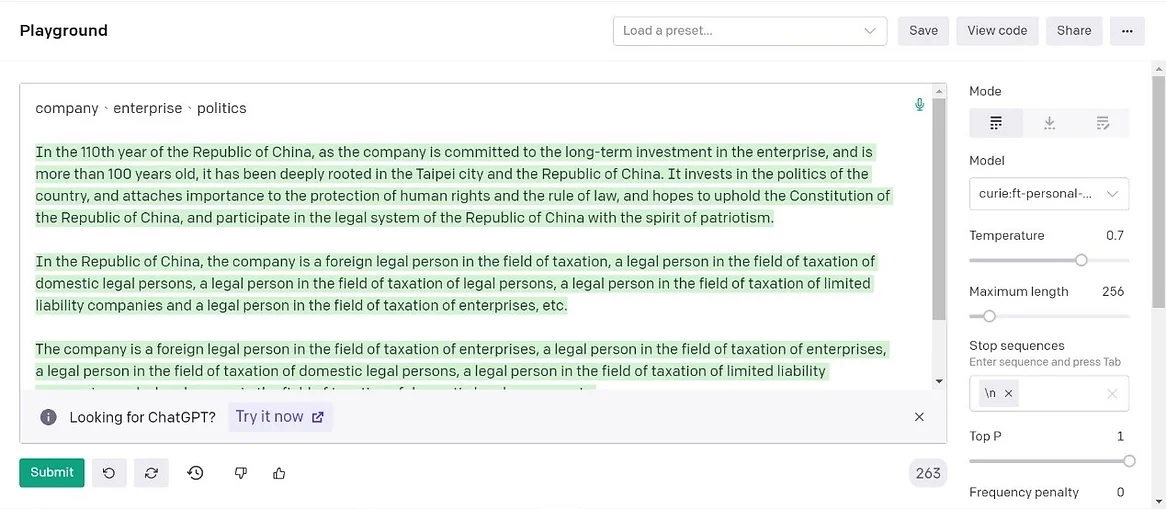 Playground
Load a preset...
Save
View code
Share
...
company、enterprise、politics
In the 110th year of the Republic of China, as the company is committed to the long-term investment in the enterprise, and is
more than 100 years old, it has been deeply rooted in the Taipei city and the Republic of China. It invests in the politics of the
country, and attaches importance to the protection of human rights and the rule of law, and hopes to uphold the Constitution of
the Republic of China, and participate in the legal system of the Republic of China with the spirit of patriotism.
In the Republic of China, the company is a foreign legal person in the field of taxation, a legal person in the field of taxation of
domestic legal persons, a legal person in the field of taxation of legal persons, a legal person in the field of taxation of limited
liability companies and a legal person in the field of taxation of enterprises, etc.
The company is a foreign legal person in the field of taxation of enterprises, a legal person in the field of taxation of enterprises,
a legal person in the field of taxation of domestic legal persons, a legal person in the field of taxation of limited liability
Looking for ChatGPT?
Try it now
Submit
263
Mode
Model
curie:ft-personal-...
Temperature
0.7
Maximum length
256
Stop sequences
Enter sequence and press Tab
\n
Top P
1
Frequency penalty
0